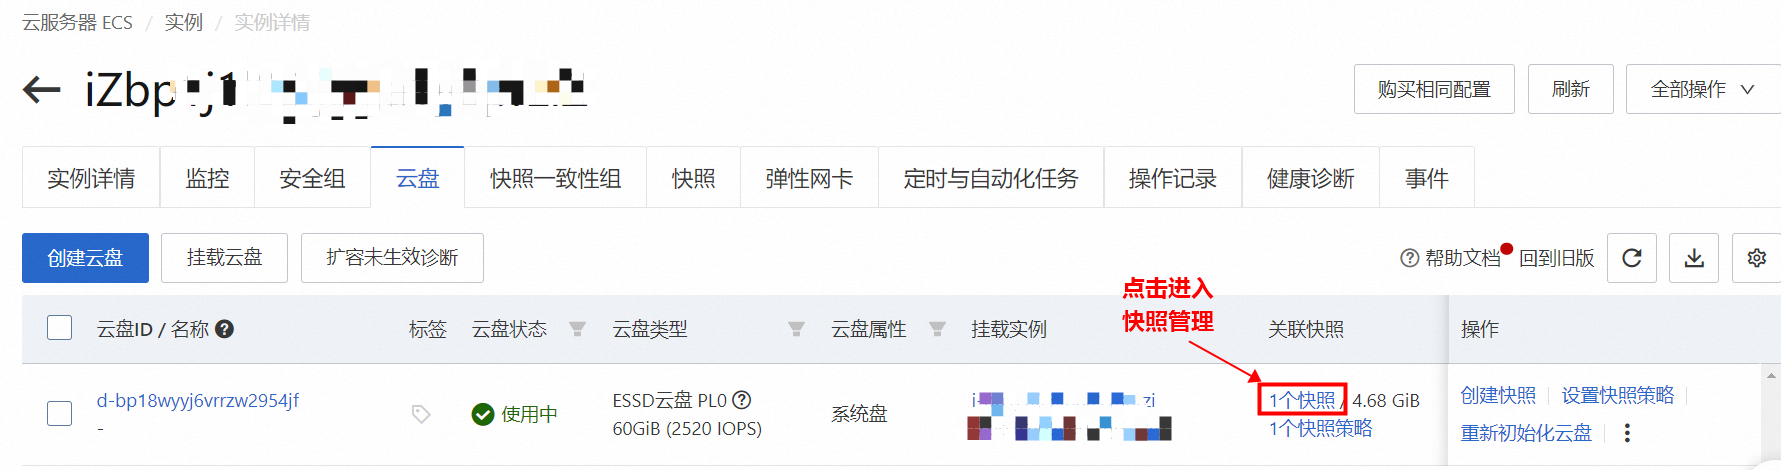 云服务器 ECS / 实例 / 实例详情
购买相同配置 刷新 全部操作
实例详情 监控 安全组 云盘 快照一致性组 快照 弹性网卡 定时与自动化任务 操作记录 健康诊断 事件
创建云盘 挂载云盘 扩容未生效诊断 帮助文档 回到旧版
点击进入
快照管理
云盘ID / 名称 标签 云盘状态 云盘类型 云盘属性 挂载实例 关联快照 操作
d-bp18wyyj6vrrzw2954jf 使用中 ESSD云盘 PL0 系统盘 1个快照 / 4.68 GiB 创建快照 设置快照策略
- 60GiB (2520 IOPS) 1个快照策略 重新初始化云盘